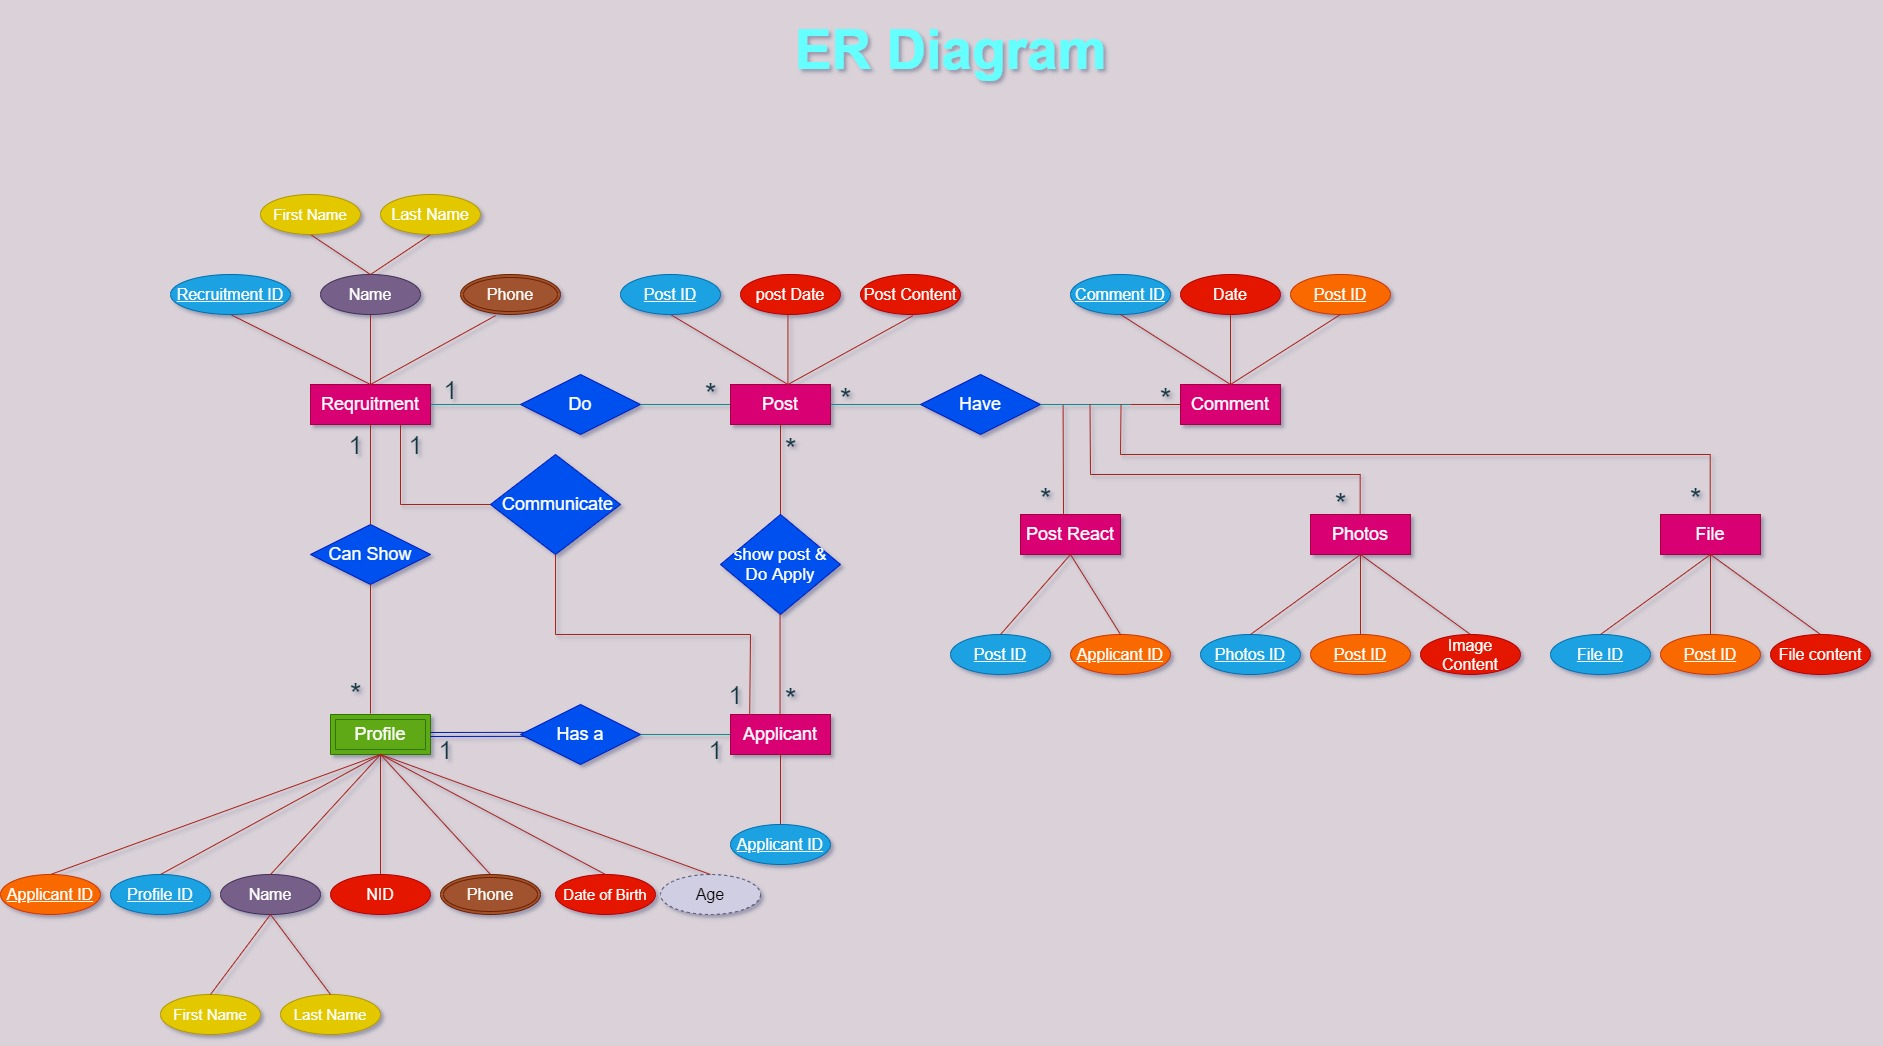 ER Diagram
First Name
Last Name
Recruitment ID
Name
Phone
Post ID
post Date
Post Content
Comment ID
Date
Post ID
Reqruitment
1
Do
*
Post
*
Have
*
Comment
1
1
*
Communicate
Can Show
show post &
Do Apply
*
Post React
*
Photos
*
File
Post ID
Applicant ID
Photos ID
Post ID
Image
Content
File ID
Post ID
File content
*
1
*
Profile
1
Has a
1
Applicant
Applicant ID
Applicant ID
Profile ID
Name
NID
Phone
Date of Birth
Age
First Name
Last Name